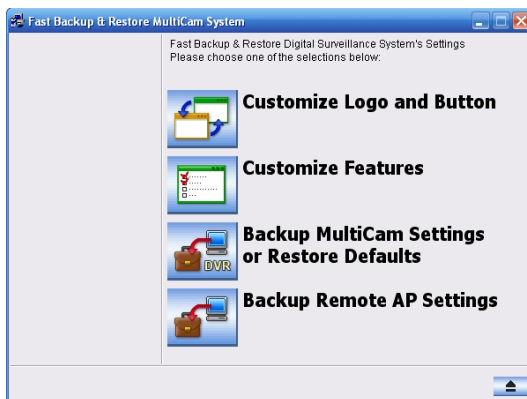 Fast Backup & Restore MultiCam System
Fast Backup & Restore Digital Surveillance System's Settings
Please choose one of the selections below:
Customize Logo and Button
Customize Features
Backup MultiCam Settings
or Restore Defaults
DVR
Backup Remote AP Settings